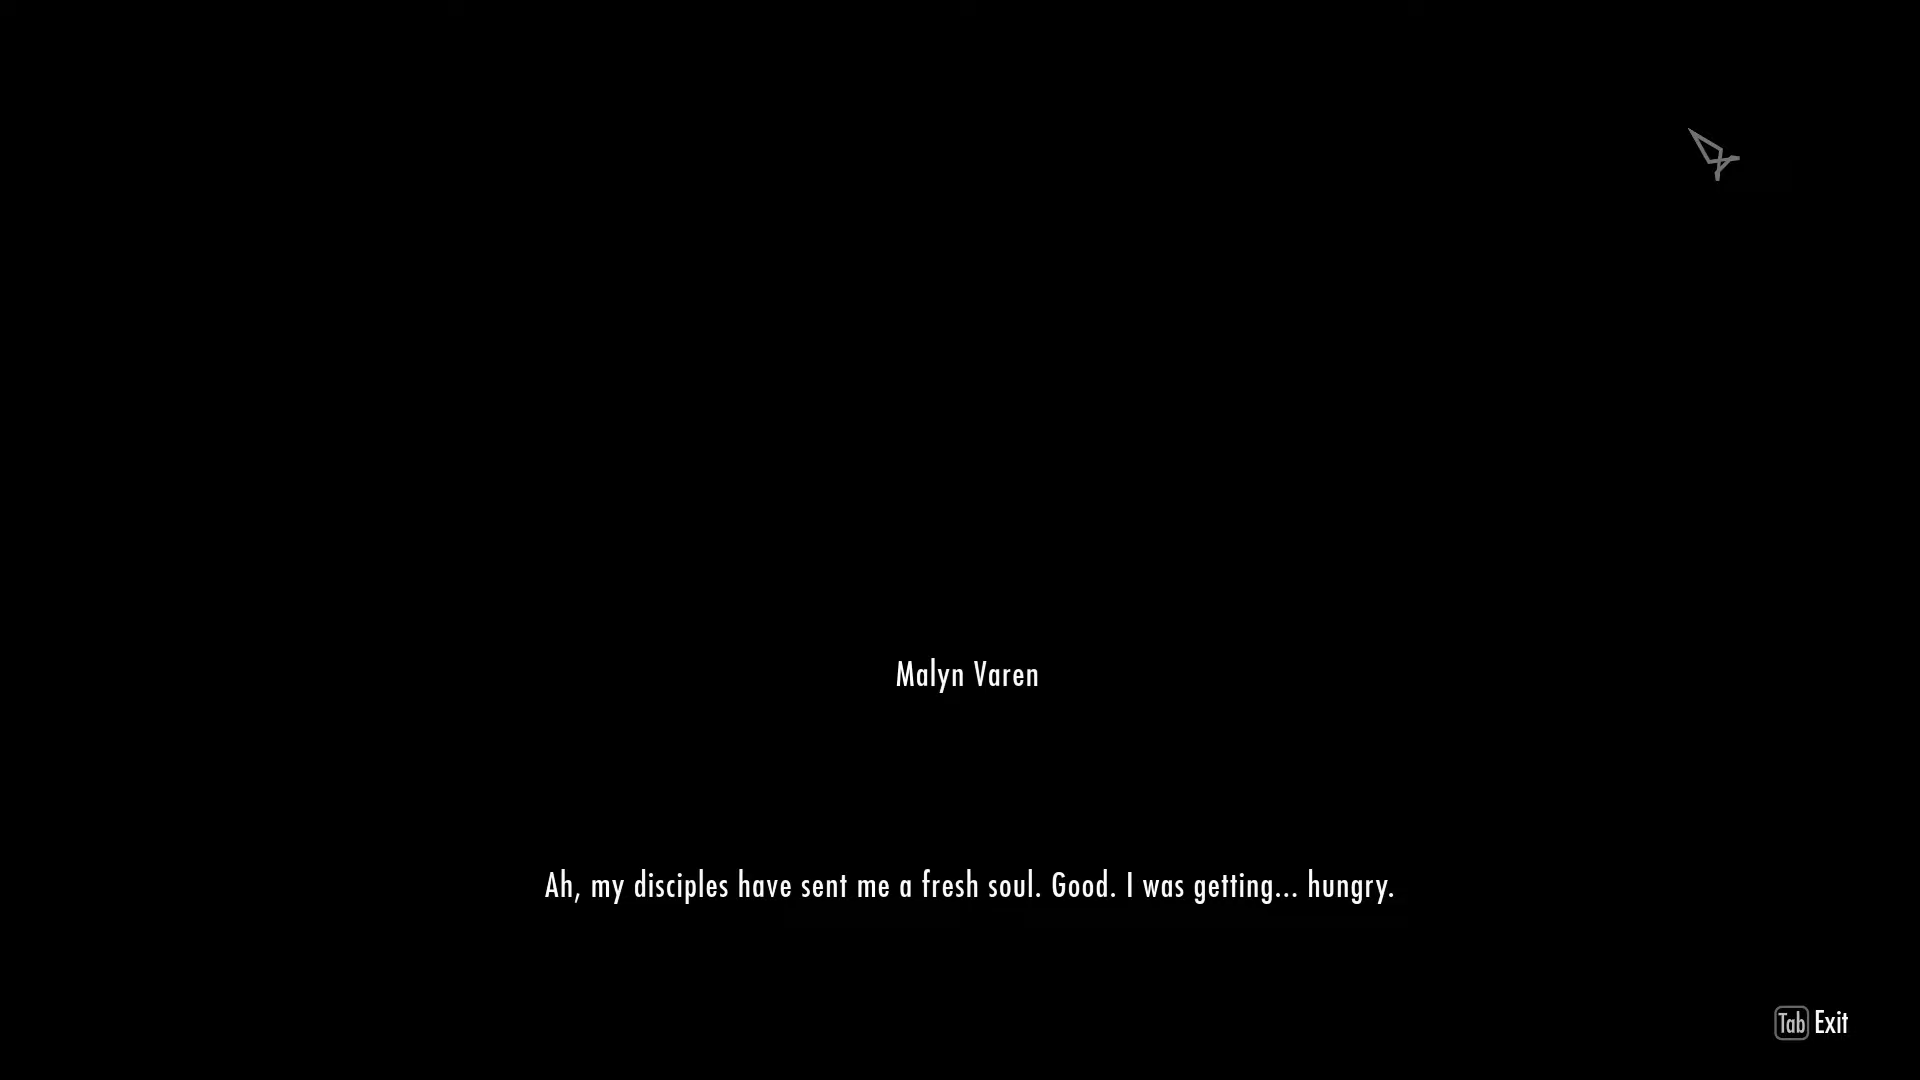 Malyn Varen
Ah, my disciples have sent me a fresh soul. Good. I was getting... hungry.
Tab Exit